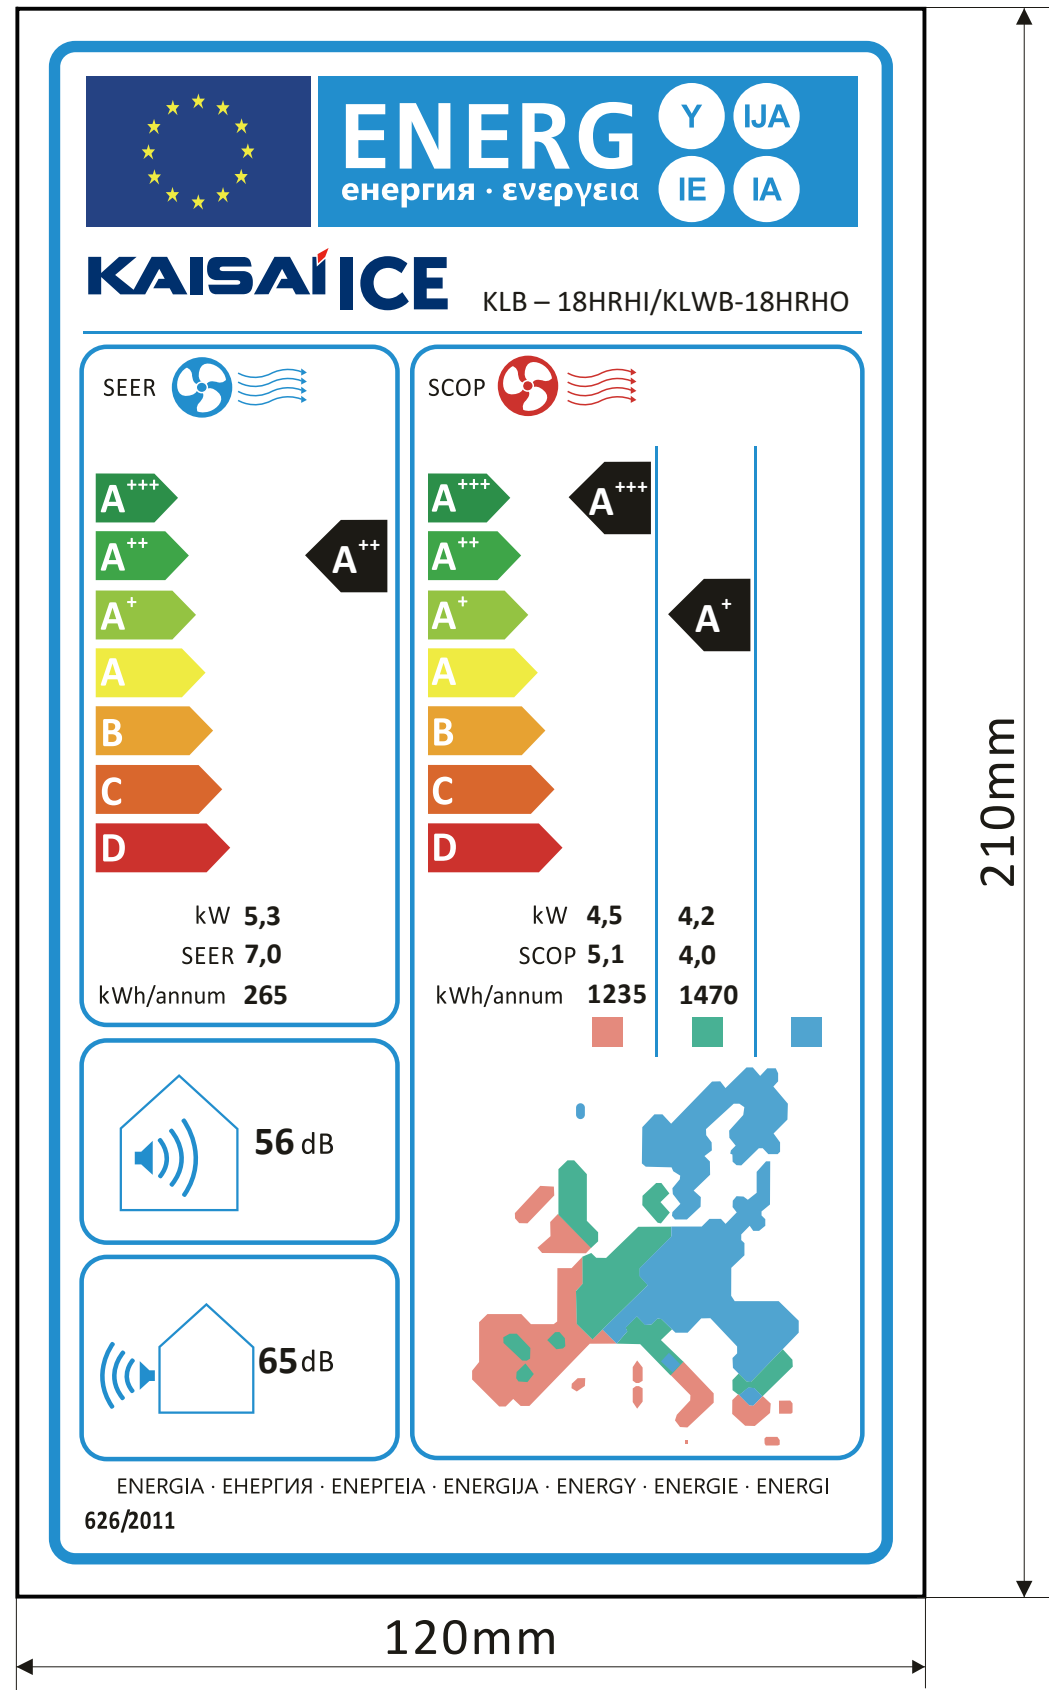 ENERG
енергия · ενεργεια
Y
IJA
IE
IA
KAISAI ICE
KLB – 18HRHI/KLWB-18HRHO
SEER
A+++
A++
A+
A
B
C
D
A++
kW 5,3
SEER 7,0
kWh/annum 265
SCOP
A+++
A++
A+
A
B
C
D
A+++
A+
kW 4,5 4,2
SCOP 5,1 4,0
kWh/annum 1235 1470
56 dB
65 dB
ENERGIA · ЕНЕРГИЯ · ΕΝΕΡΓΕΙΑ · ENERGIJA · ENERGY · ENERGIE · ENERGI
626/2011
210mm
120mm